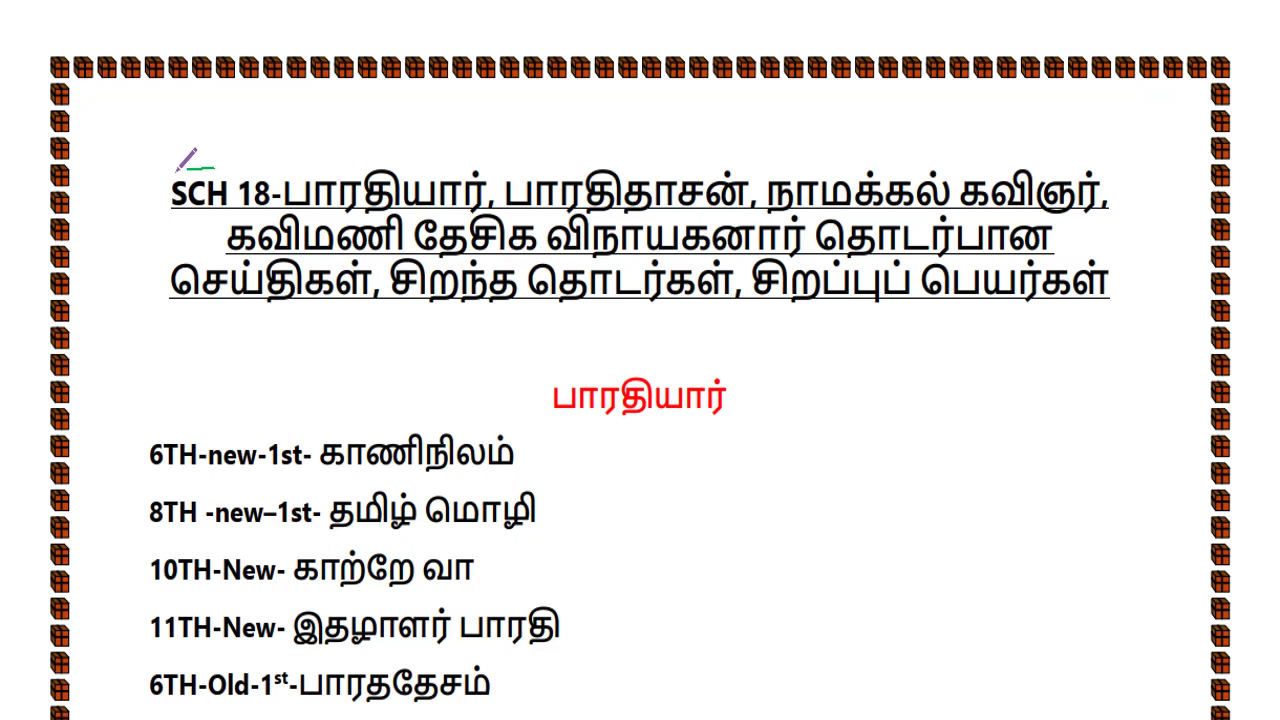 SCH 18-பாரதியார், பாரதிதாசன், நாமக்கல் கவிஞர்,
கவிமணி தேசிக விநாயகனார் தொடர்பான
செய்திகள், சிறந்த தொடர்கள், சிறப்புப் பெயர்கள்
பாரதியார்
6TH-new-1st- காணிநிலம்
8TH -new–1st- தமிழ் மொழி
10TH-New- காற்றே வா
11TH-New- இதழாளர் பாரதி
6TH-Old-1st-பாரததேசம்